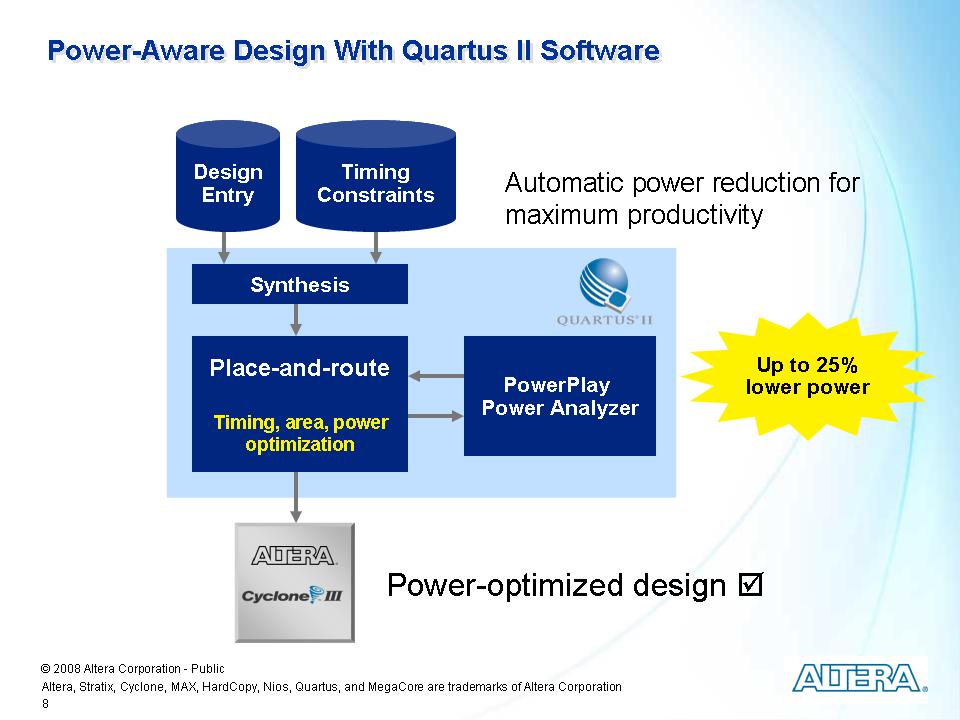 Power-Aware Design With Quartus II Software
Design
Entry
Timing
Constraints
Automatic power reduction for
maximum productivity
Synthesis
QUARTUS® II
Place-and-route
Timing, area, power
optimization
PowerPlay
Power Analyzer
Up to 25%
lower power
ALTERA®
Cyclone III
Power-optimized design ☑
© 2008 Altera Corporation - Public
Altera, Stratix, Cyclone, MAX, HardCopy, Nios, Quartus, and MegaCore are trademarks of Altera Corporation
8
ALTERA®